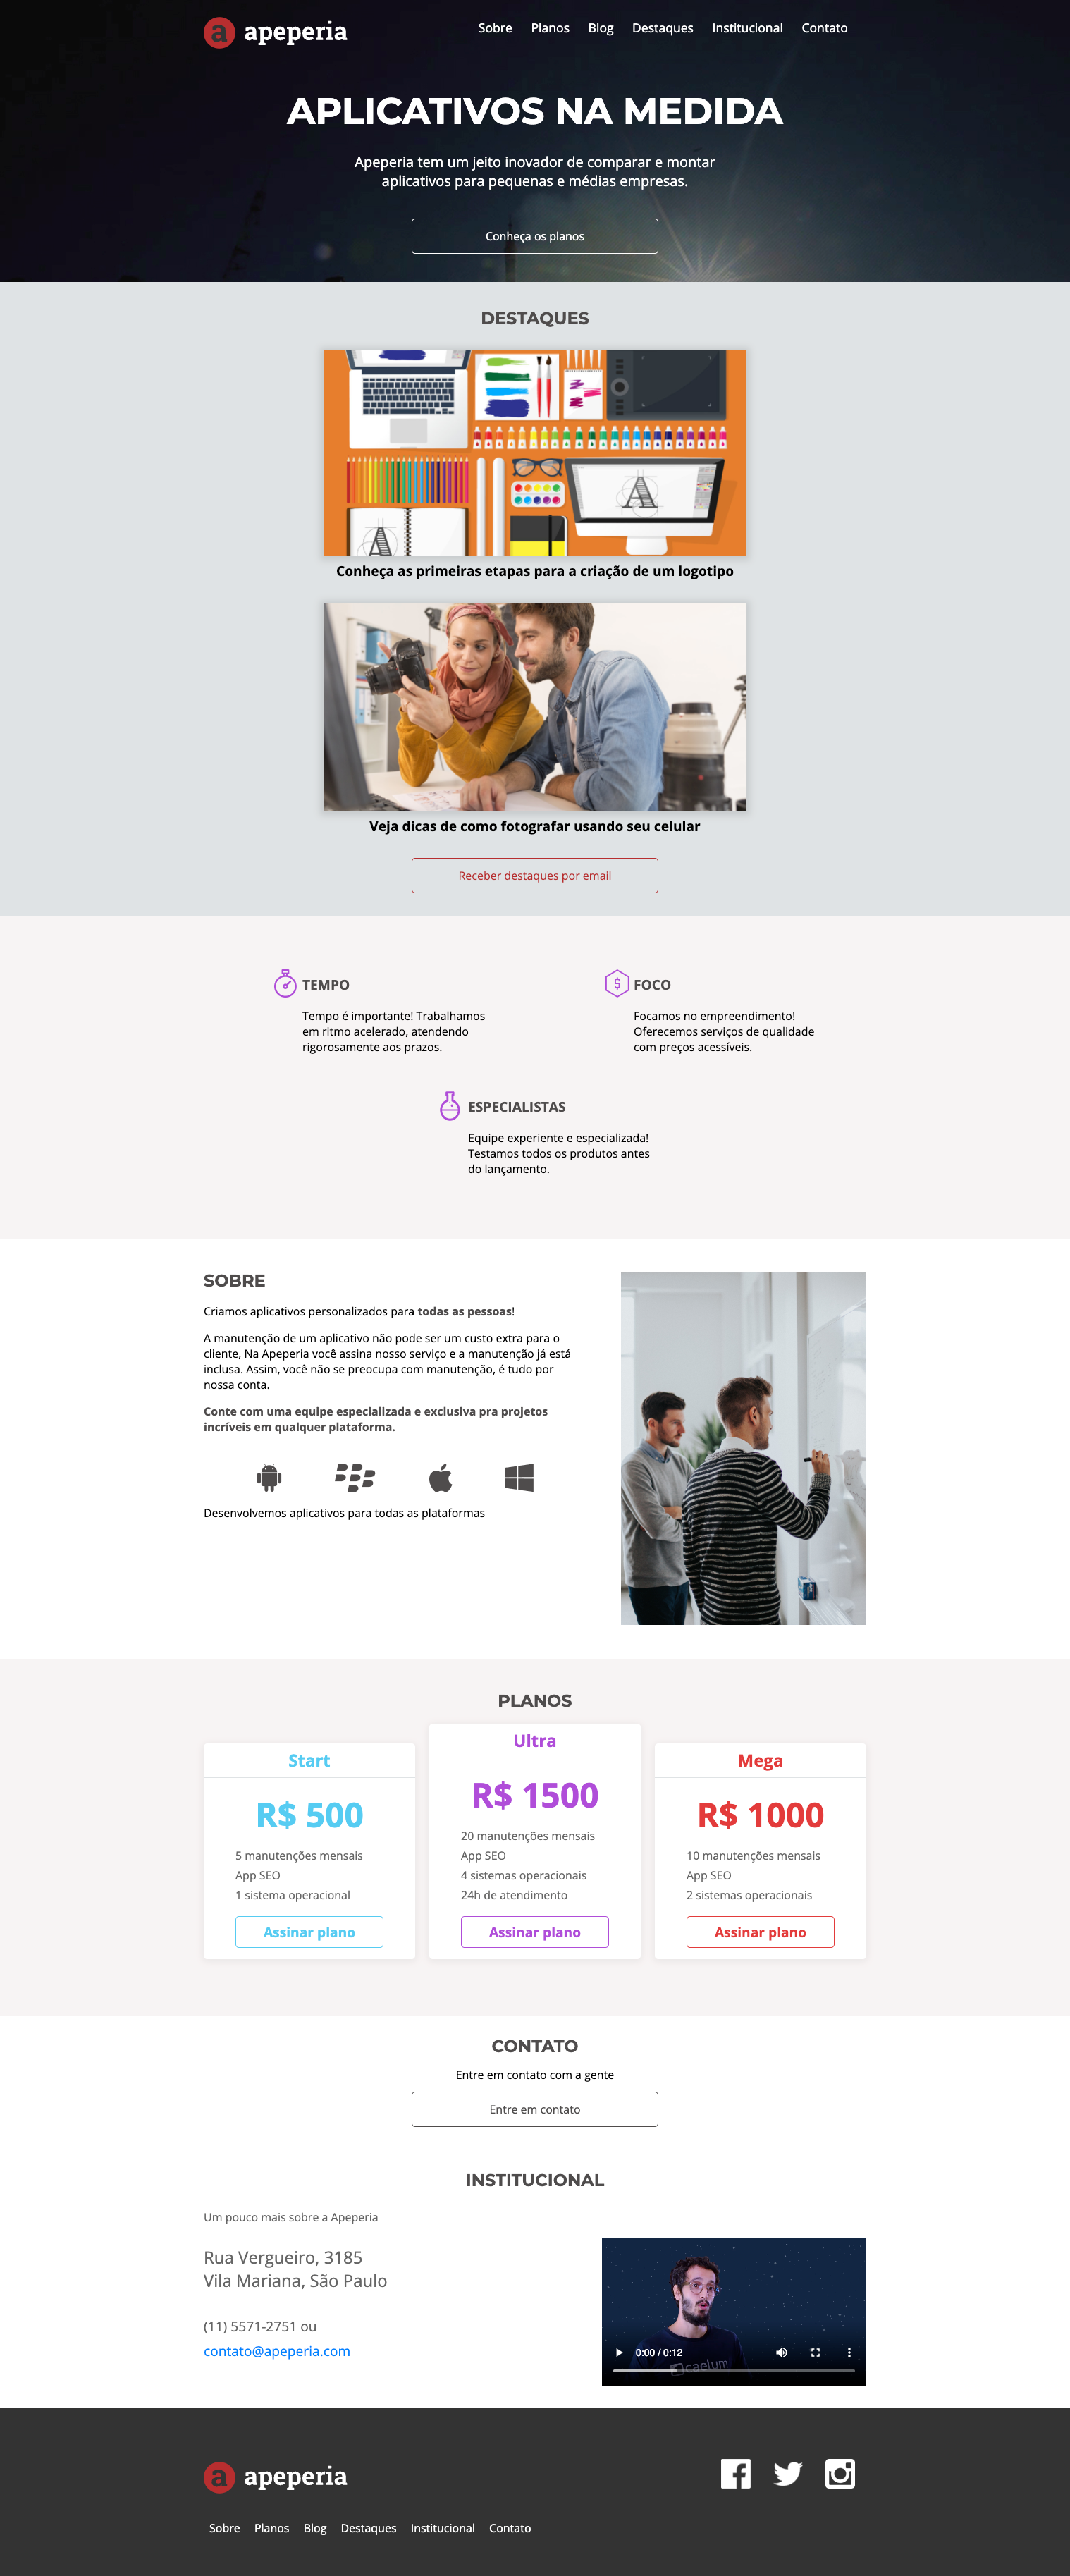 a apeperia
Sobre Planos Blog Destaques Institucional Contato
APLICATIVOS NA MEDIDA
Apeperia tem um jeito inovador de comparar e montar
aplicativos para pequenas e médias empresas.
Conheça os planos
DESTAQUES
A
A
Conheça as primeiras etapas para a criação de um logotipo
Veja dicas de como fotografar usando seu celular
Receber destaques por email
TEMPO
Tempo é importante! Trabalhamos
em ritmo acelerado, atendendo
rigorosamente aos prazos.
$
FOCO
Focamos no empreendimento!
Oferecemos serviços de qualidade
com preços acessíveis.
ESPECIALISTAS
Equipe experiente e especializada!
Testamos todos os produtos antes
do lançamento.
SOBRE
Criamos aplicativos personalizados para todas as pessoas!
A manutenção de um aplicativo não pode ser um custo extra para o
cliente, Na Apeperia você assina nosso serviço e a manutenção já está
inclusa. Assim, você não se preocupa com manutenção, é tudo por
nossa conta.
Conte com uma equipe especializada e exclusiva pra projetos
incríveis em qualquer plataforma.
Desenvolvemos aplicativos para todas as plataformas
PLANOS
Start
R$ 500
5 manutenções mensais
App SEO
1 sistema operacional
Assinar plano
Ultra
R$ 1500
20 manutenções mensais
App SEO
4 sistemas operacionais
24h de atendimento
Assinar plano
Mega
R$ 1000
10 manutenções mensais
App SEO
2 sistemas operacionais
Assinar plano
CONTATO
Entre em contato com a gente
Entre em contato
INSTITUCIONAL
Um pouco mais sobre a Apeperia
Rua Vergueiro, 3185
Vila Mariana, São Paulo
(11) 5571-2751 ou
contato@apeperia.com
0:00 / 0:12
caelum
a apeperia
Sobre Planos Blog Destaques Institucional Contato